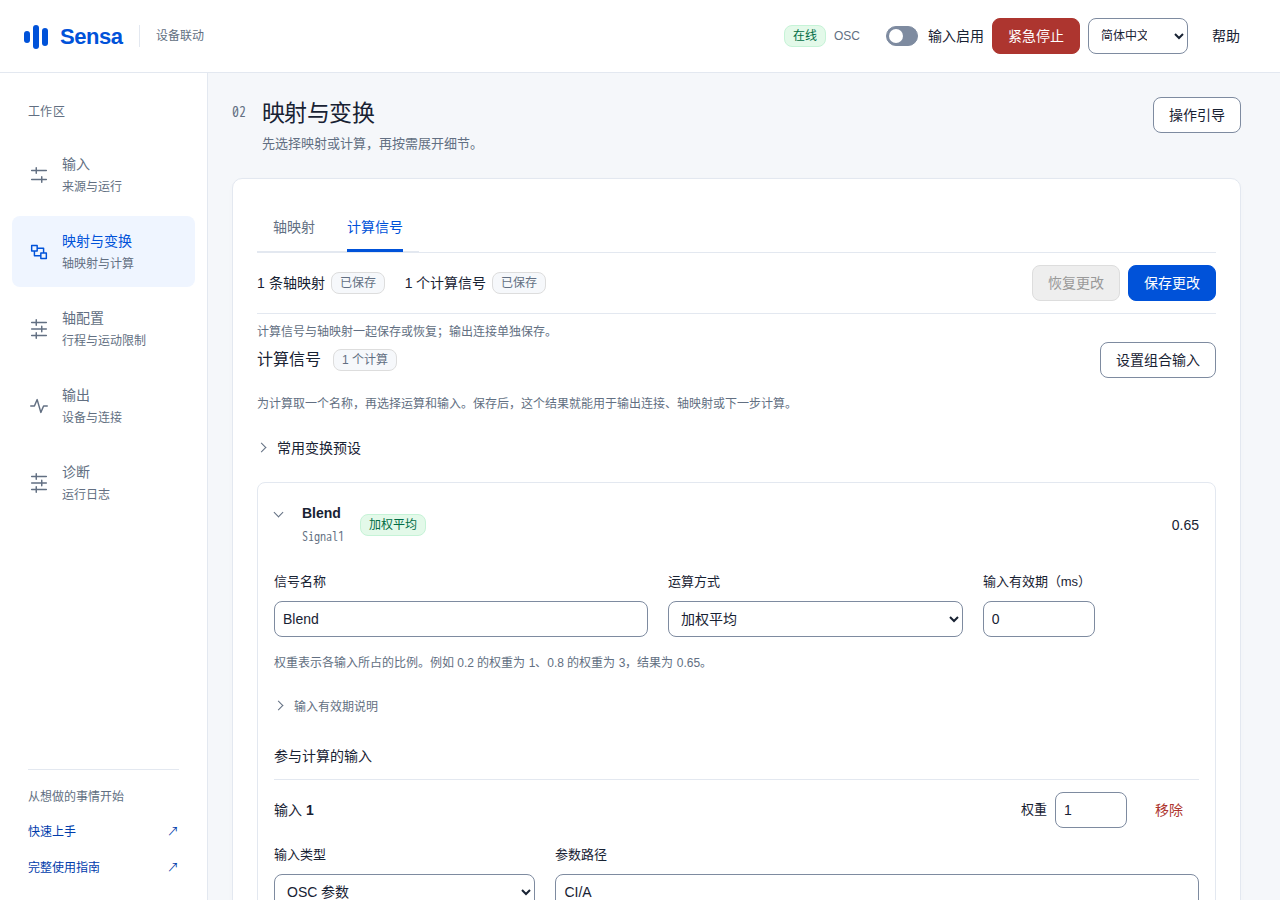 Sensa
设备联动
在线 OSC 输入启用 紧急停止 简体中文 帮助
工作区
输入
来源与运行
映射与变换
轴映射与计算
轴配置
行程与运动限制
输出
设备与连接
诊断
运行日志
从想做的事情开始
快速上手
完整使用指南
02 映射与变换
先选择映射或计算，再按需展开细节。
操作引导
轴映射 计算信号
1 条轴映射 已保存 1 个计算信号 已保存 恢复更改 保存更改
计算信号与轴映射一起保存或恢复；输出连接单独保存。
计算信号 1 个计算 设置组合输入
为计算取一个名称，再选择运算和输入。保存后，这个结果就能用于输出连接、轴映射或下一步计算。
常用变换预设
Blend
Signal1
加权平均
0.65
信号名称 运算方式 输入有效期（ms）
Blend 加权平均 0
权重表示各输入所占的比例。例如 0.2 的权重为 1、0.8 的权重为 3，结果为 0.65。
输入有效期说明
参与计算的输入
输入 1 权重 1 移除
输入类型 参数路径
OSC 参数 CI/A